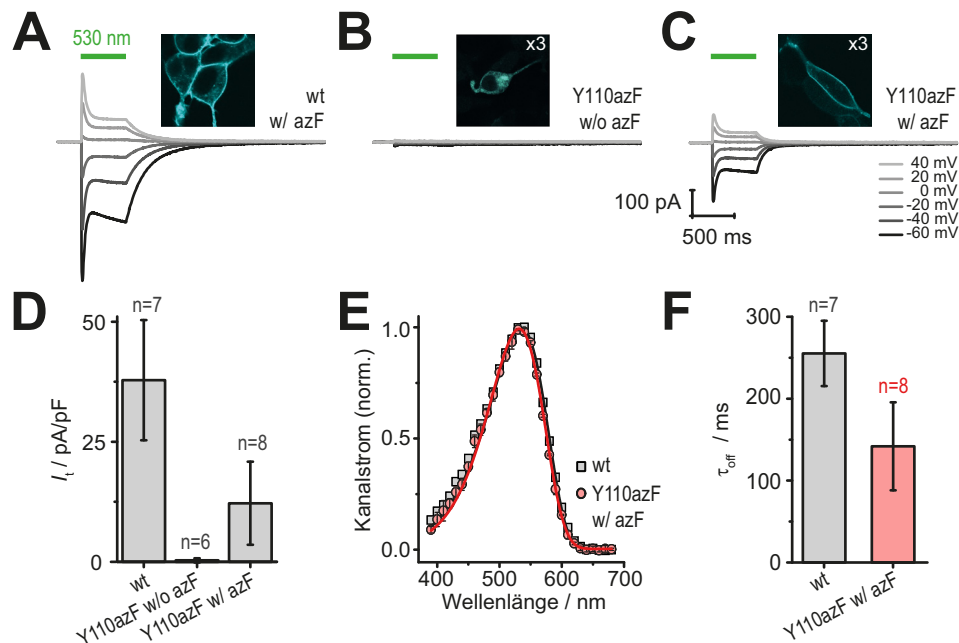 A
530 nm
wt
w/ azF
B
x3
Y110azF
w/o azF
C
x3
Y110azF
w/ azF
100 pA
500 ms
40 mV
20 mV
0 mV
-20 mV
-40 mV
-60 mV
D
50
25
0
It / pA/pF
n=7
n=6
n=8
wt
Y110azF w/o azF
Y110azF w/ azF
E
1.0
0.5
0.0
Kanalstrom (norm.)
wt
Y110azF
w/ azF
400 500 600 700
Wellenlänge / nm
F
300
200
100
0
τoff / ms
n=7
n=8
wt
Y110azF w/ azF